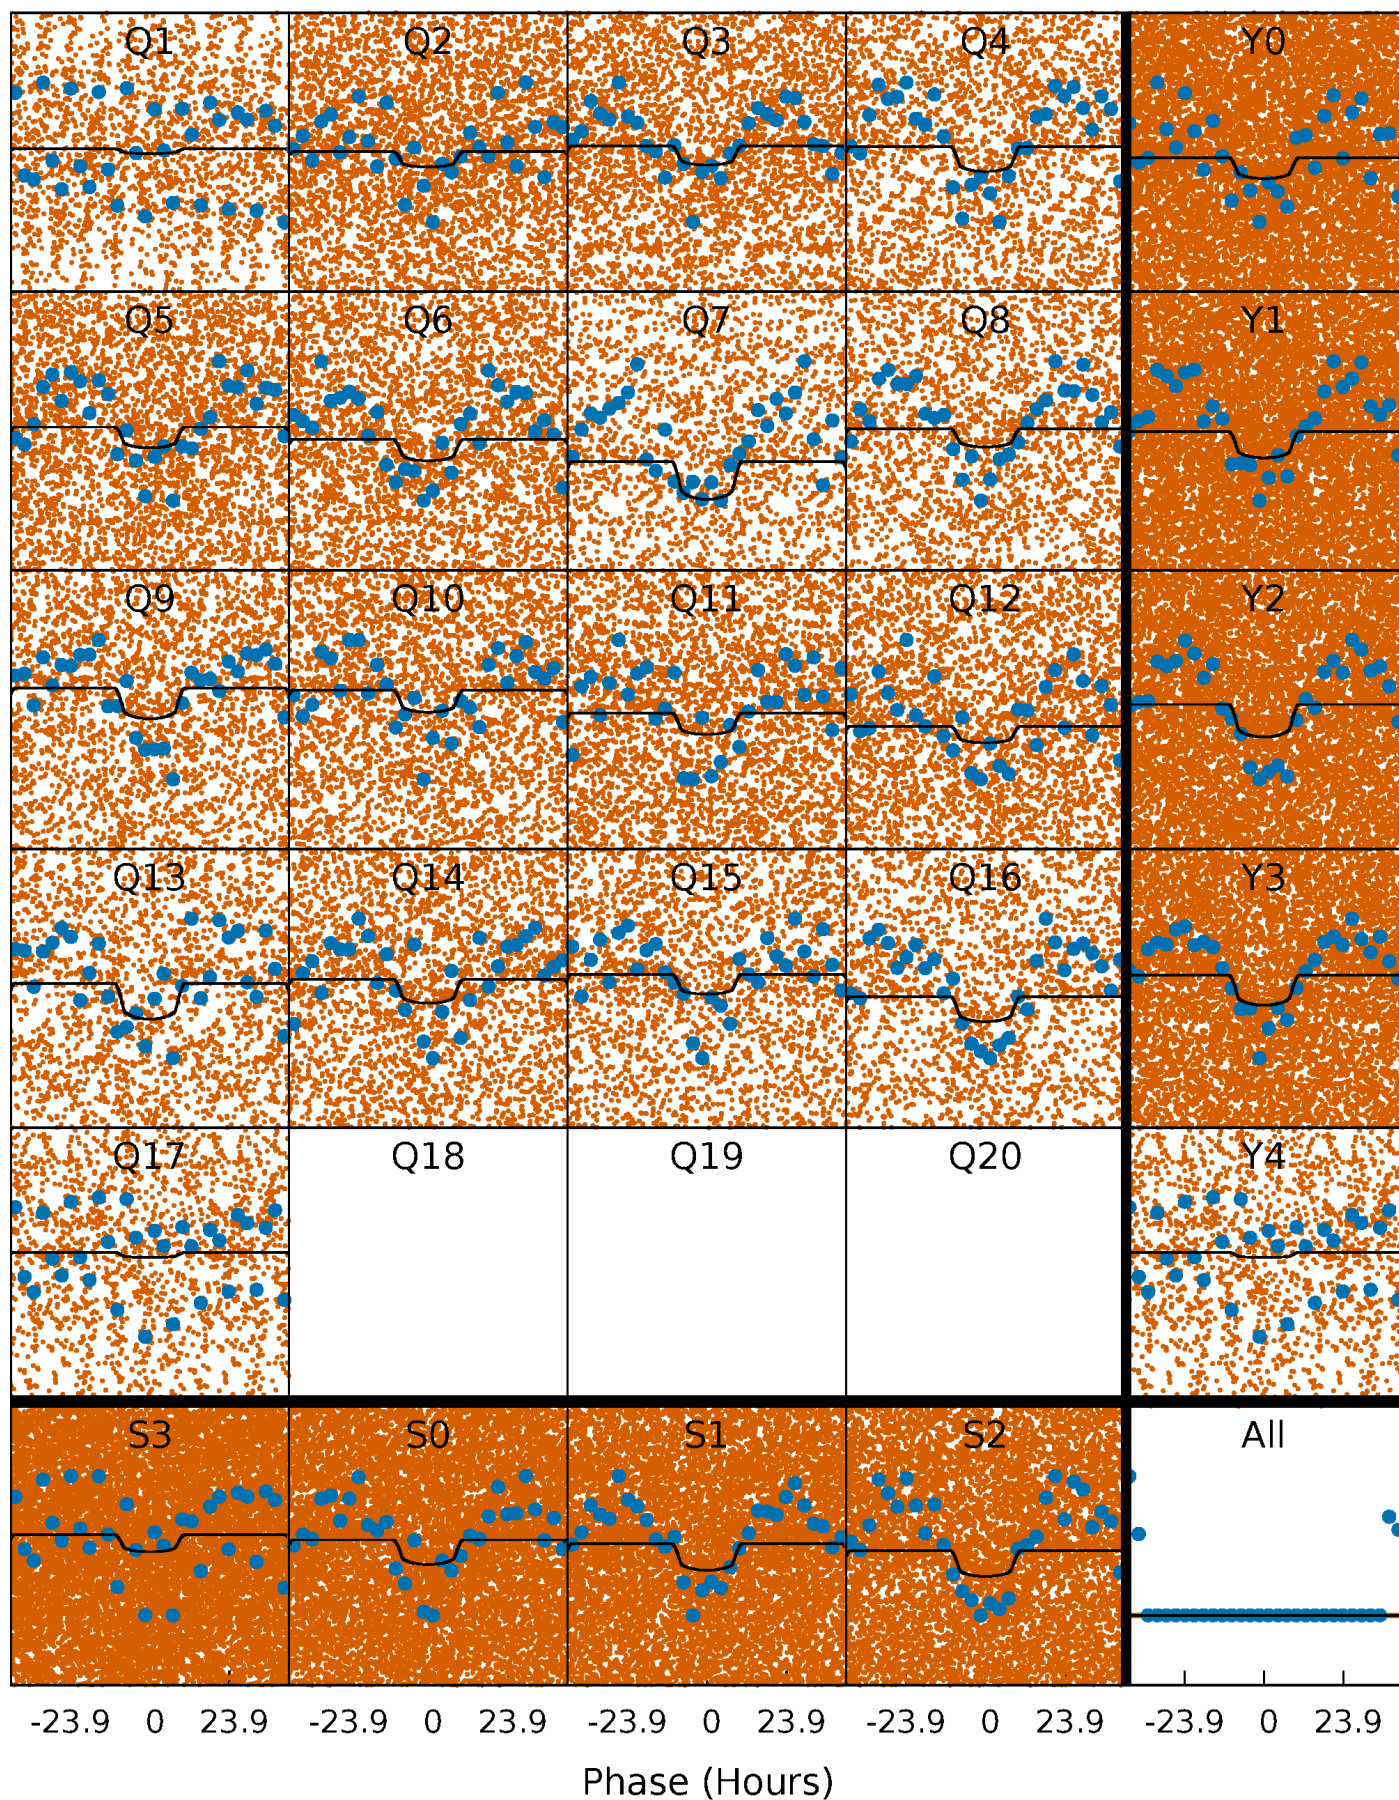 Q1 Q2 Q3 Q4 Y0
Q5 Q6 Q7 Q8 Y1
Q9 Q10 Q11 Q12 Y2
Q13 Q14 Q15 Q16 Y3
Q17 Q18 Q19 Q20 Y4
S3 S0 S1 S2 All
-23.9 0 23.9 -23.9 0 23.9 -23.9 0 23.9 -23.9 0 23.9 -23.9 0 23.9
Phase (Hours)